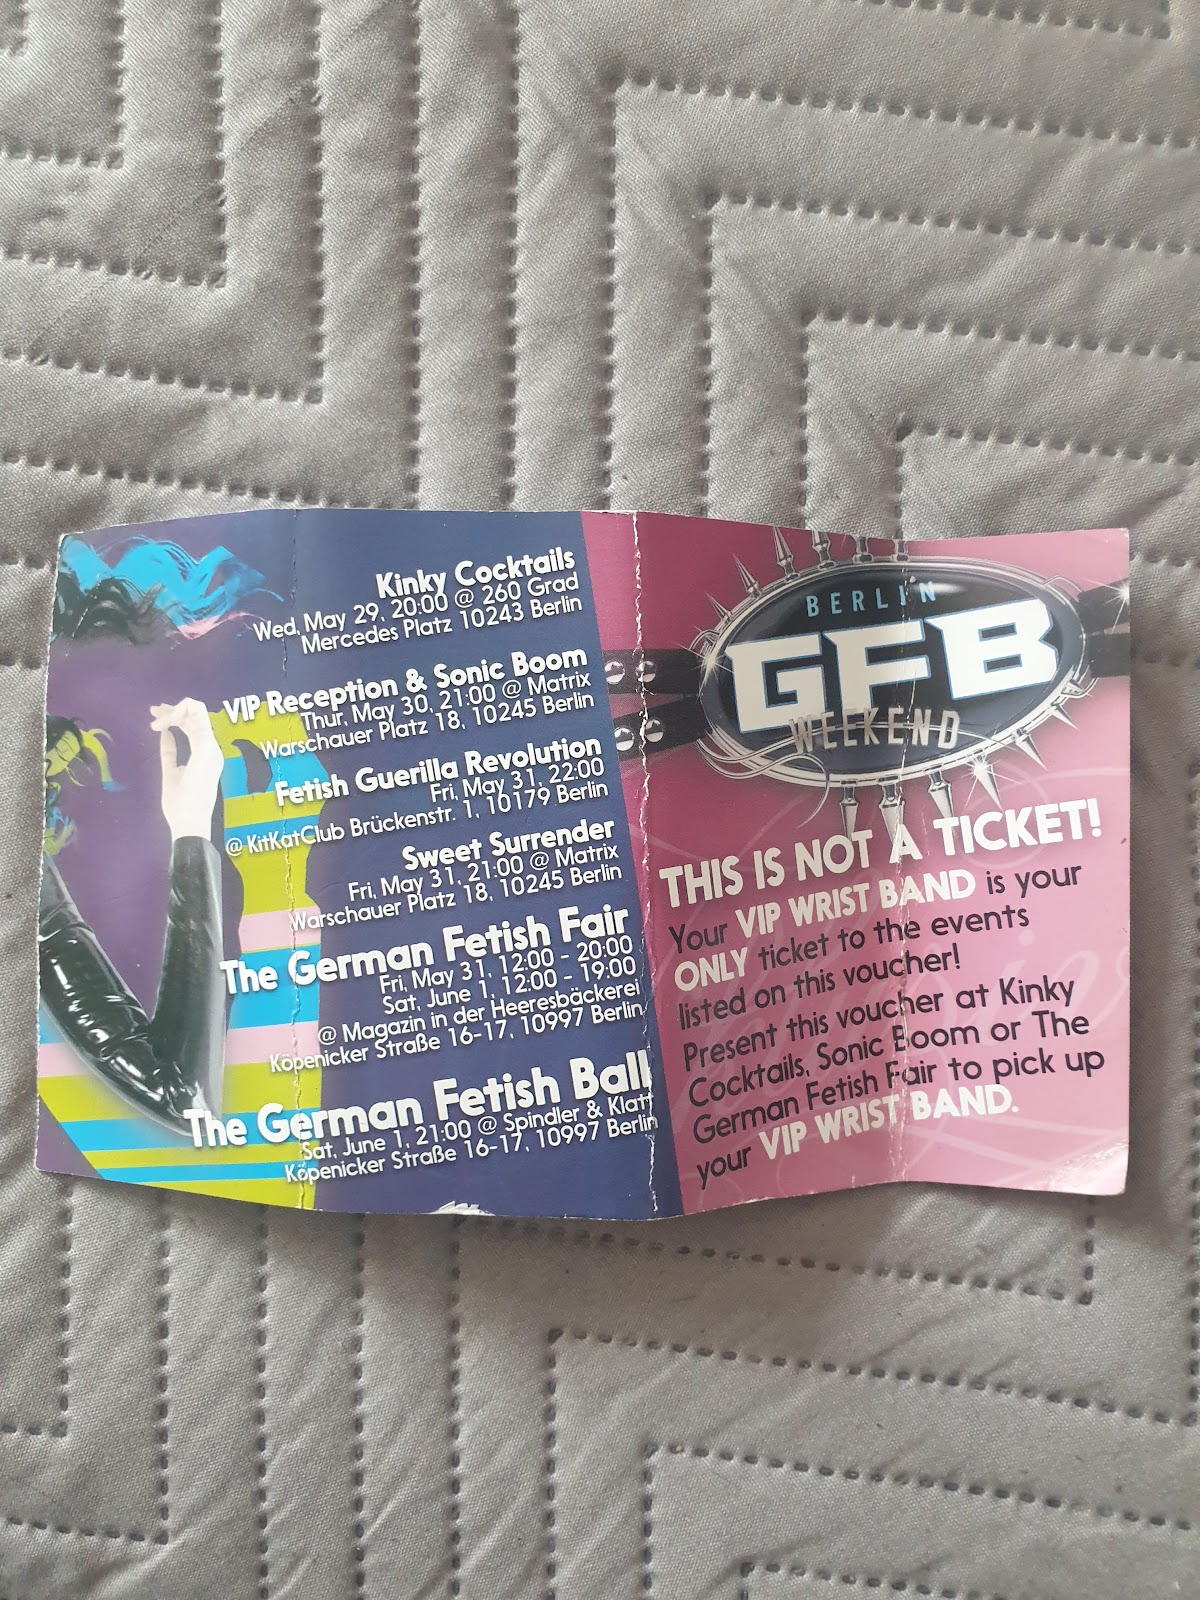 Kinky Cocktails
Wed, May 29, 20:00 @ 260 Grad
Mercedes Platz 10243 Berlin
VIP Reception & Sonic Boom
Thur, May 30, 21:00 @ Matrix
Warschauer Platz 18, 10245 Berlin
Fetish Guerilla Revolution
Fri, May 31, 22:00
@ KitKatClub Brückenstr. 1, 10179 Berlin
Sweet Surrender
Fri, May 31, 21:00 @ Matrix
Warschauer Platz 18, 10245 Berlin
The German Fetish Fair
Fri, May 31, 12:00 - 20:00
Sat, June 1, 12:00 - 19:00
@ Magazin in der Heeresbäckerei
Köpenicker Straße 16-17, 10997 Berlin
The German Fetish Ball
Sat, June 1, 21:00 @ Spindler & Klatt
Köpenicker Straße 16-17, 10997 Berlin
BERLIN
GFB
WEEKEND
THIS IS NOT A TICKET!
Your VIP WRIST BAND is your
ONLY ticket to the events
listed on this voucher!
Present this voucher at Kinky
Cocktails, Sonic Boom or The
German Fetish Fair to pick up
your VIP WRIST BAND.